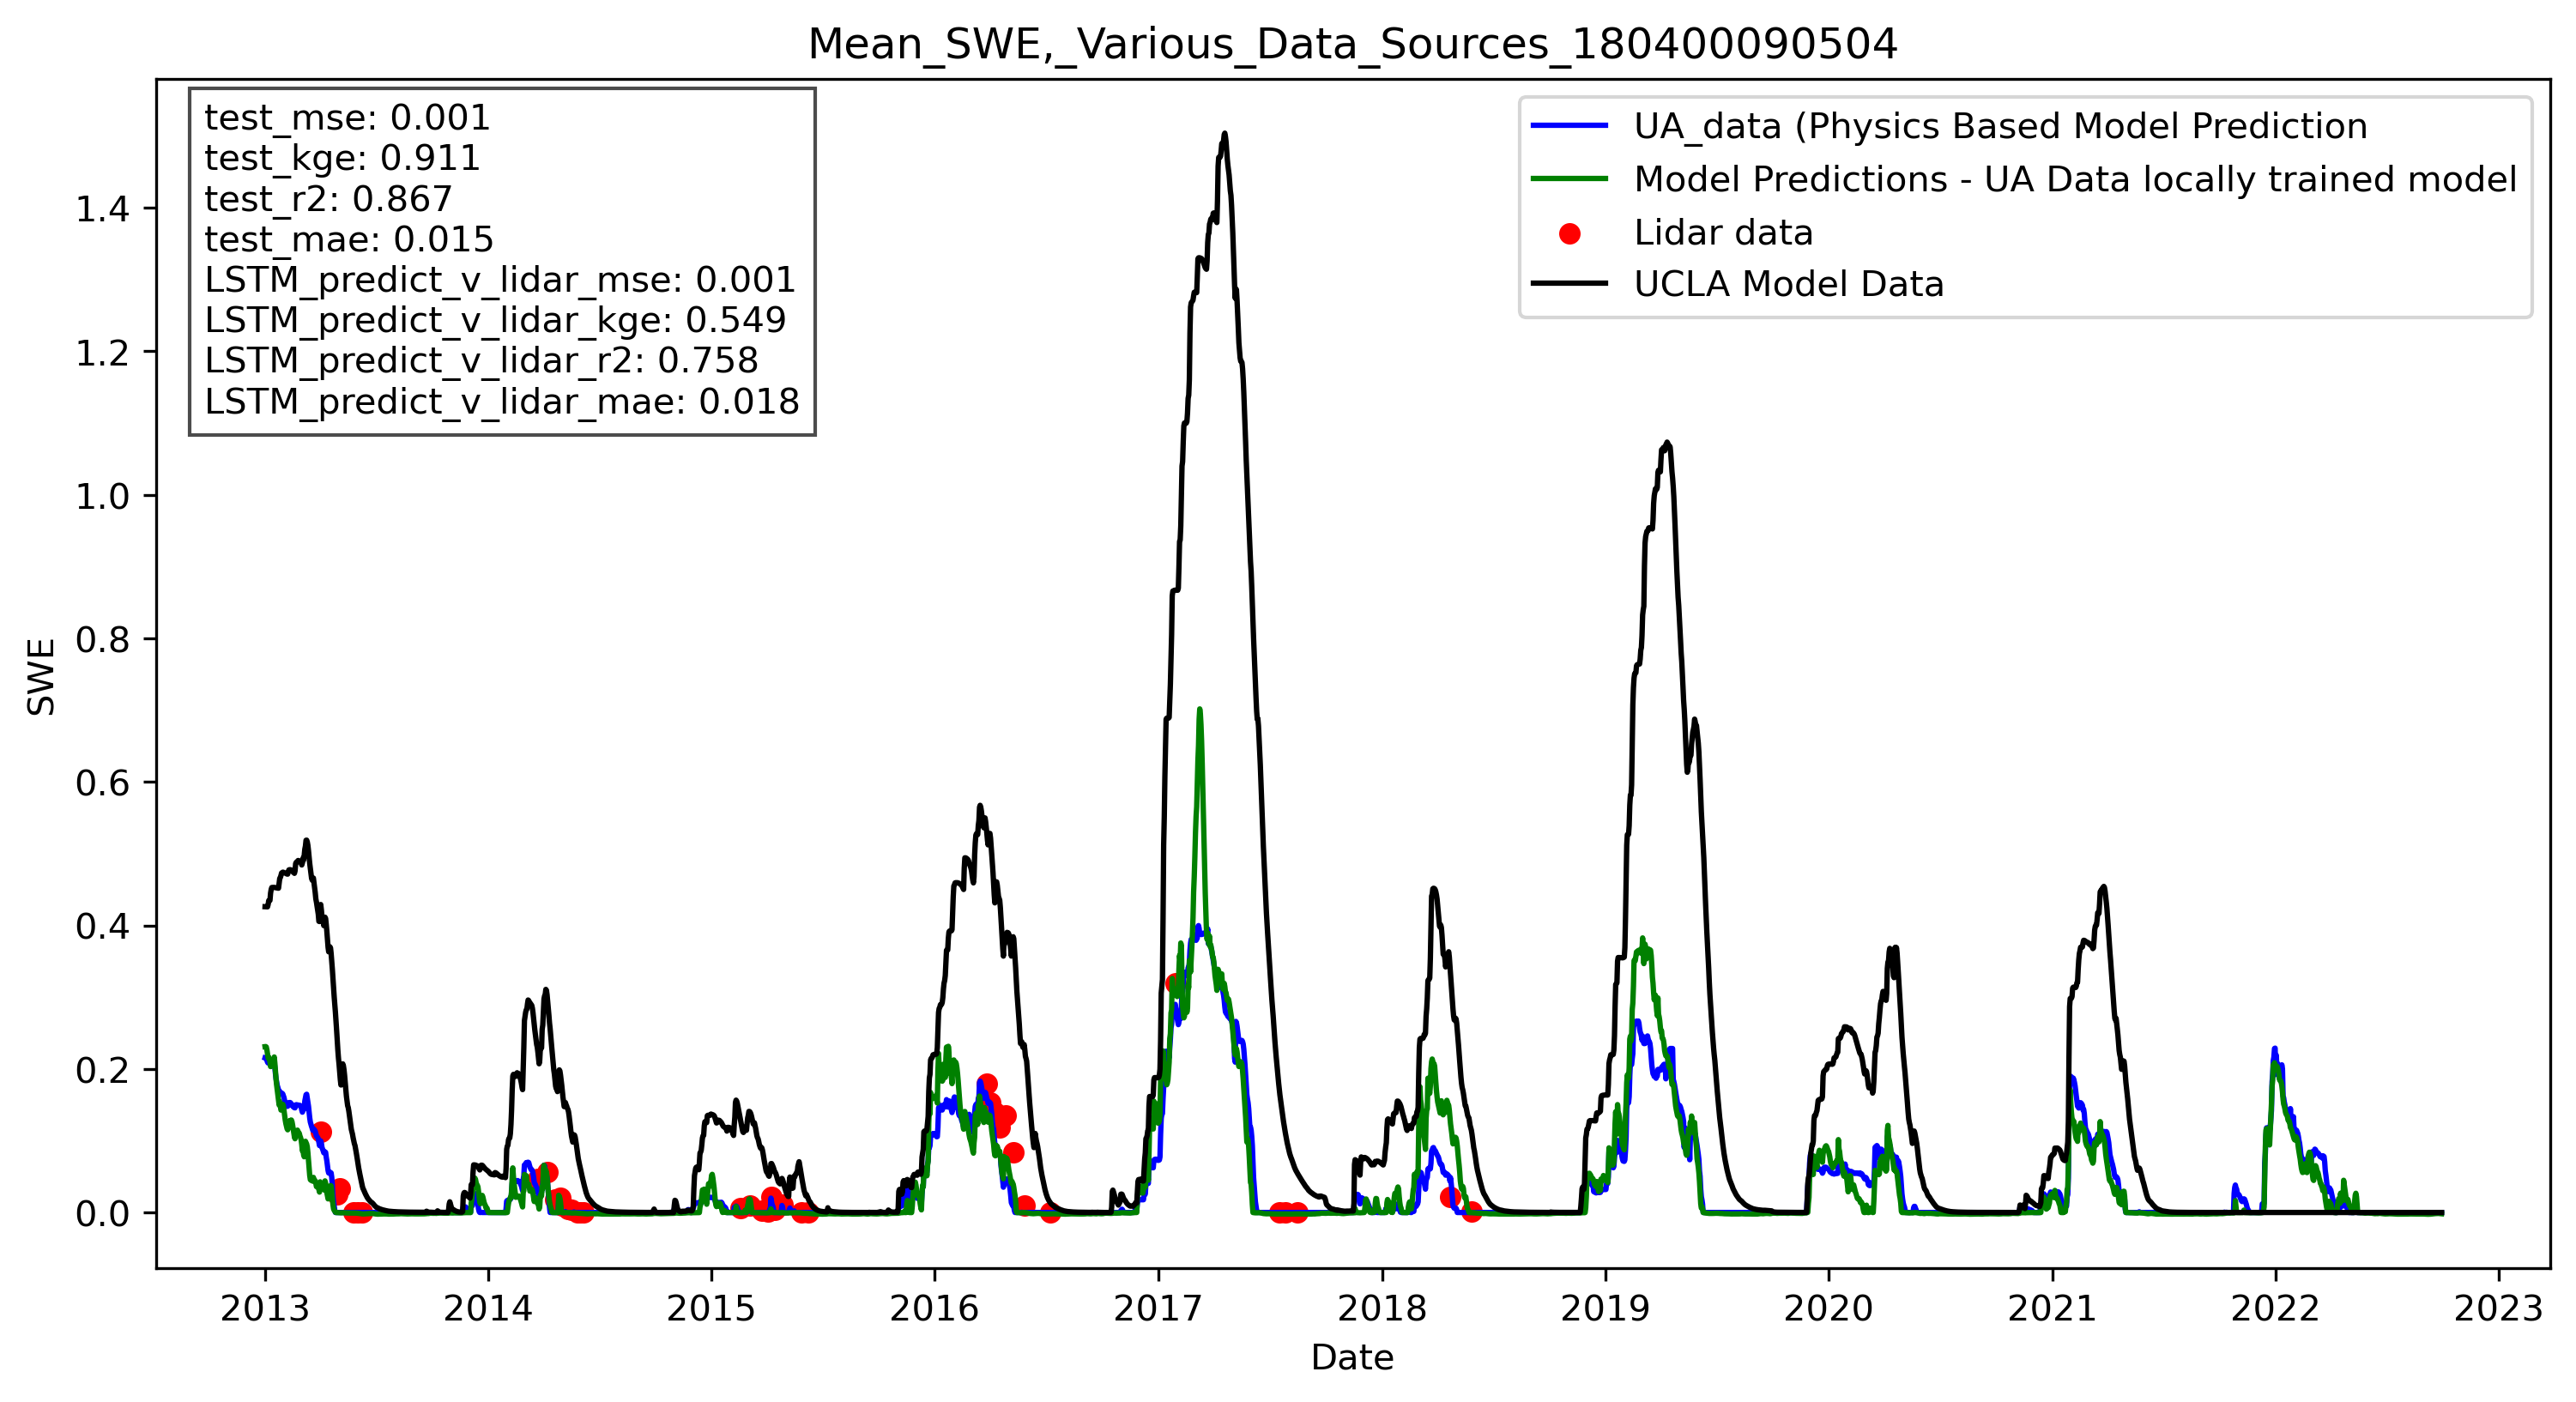 Mean_SWE,_Various_Data_Sources_180400090504
test_mse: 0.001
test_kge: 0.911
test_r2: 0.867
test_mae: 0.015
LSTM_predict_v_lidar_mse: 0.001
LSTM_predict_v_lidar_kge: 0.549
LSTM_predict_v_lidar_r2: 0.758
LSTM_predict_v_lidar_mae: 0.018
UA_data (Physics Based Model Prediction
Model Predictions - UA Data locally trained model
Lidar data
UCLA Model Data
SWE
1.4
1.2
1.0
0.8
0.6
0.4
0.2
0.0
2013 2014 2015 2016 2017 2018 2019 2020 2021 2022 2023
Date